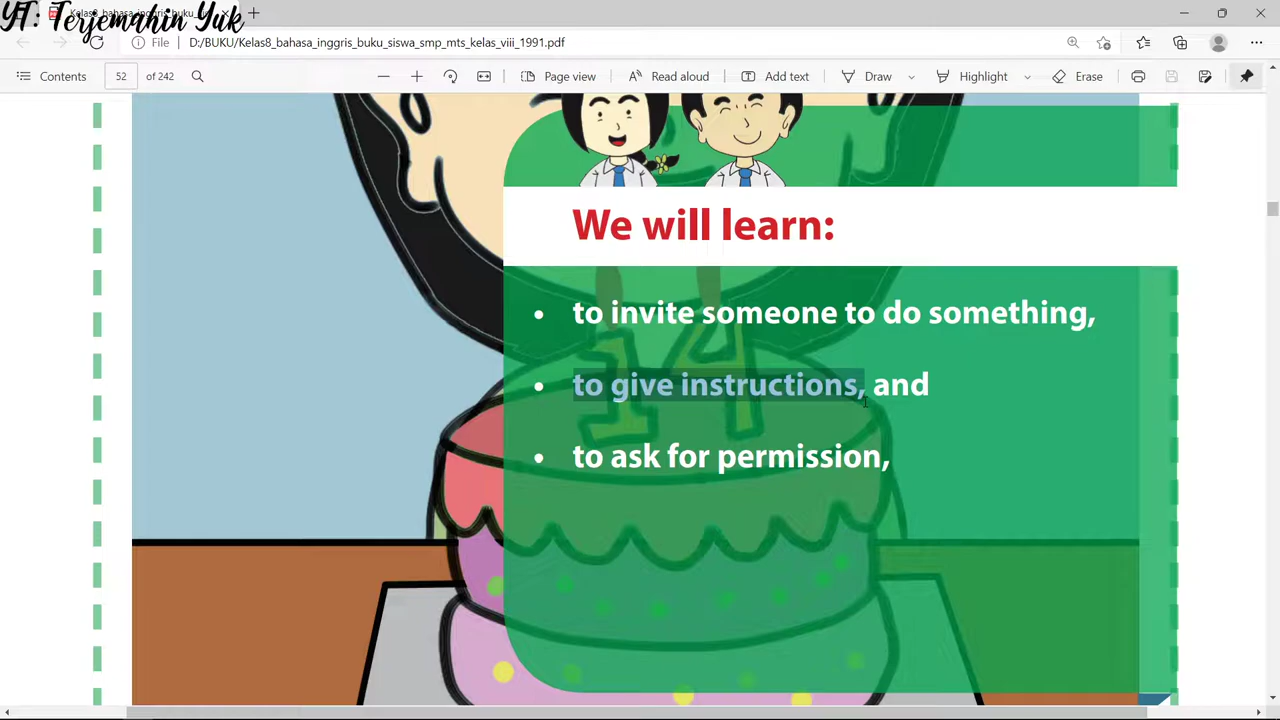 YT: Terjemahin Yuk
File D:/BUKU/Kelas8_bahasa_inggris_buku_siswa_smp_mts_kelas_viii_1991.pdf
Contents 52 of 242 Page view Read aloud Add text Draw Highlight Erase
We will learn:
• to invite someone to do something,
• to give instructions, and
• to ask for permission,
14